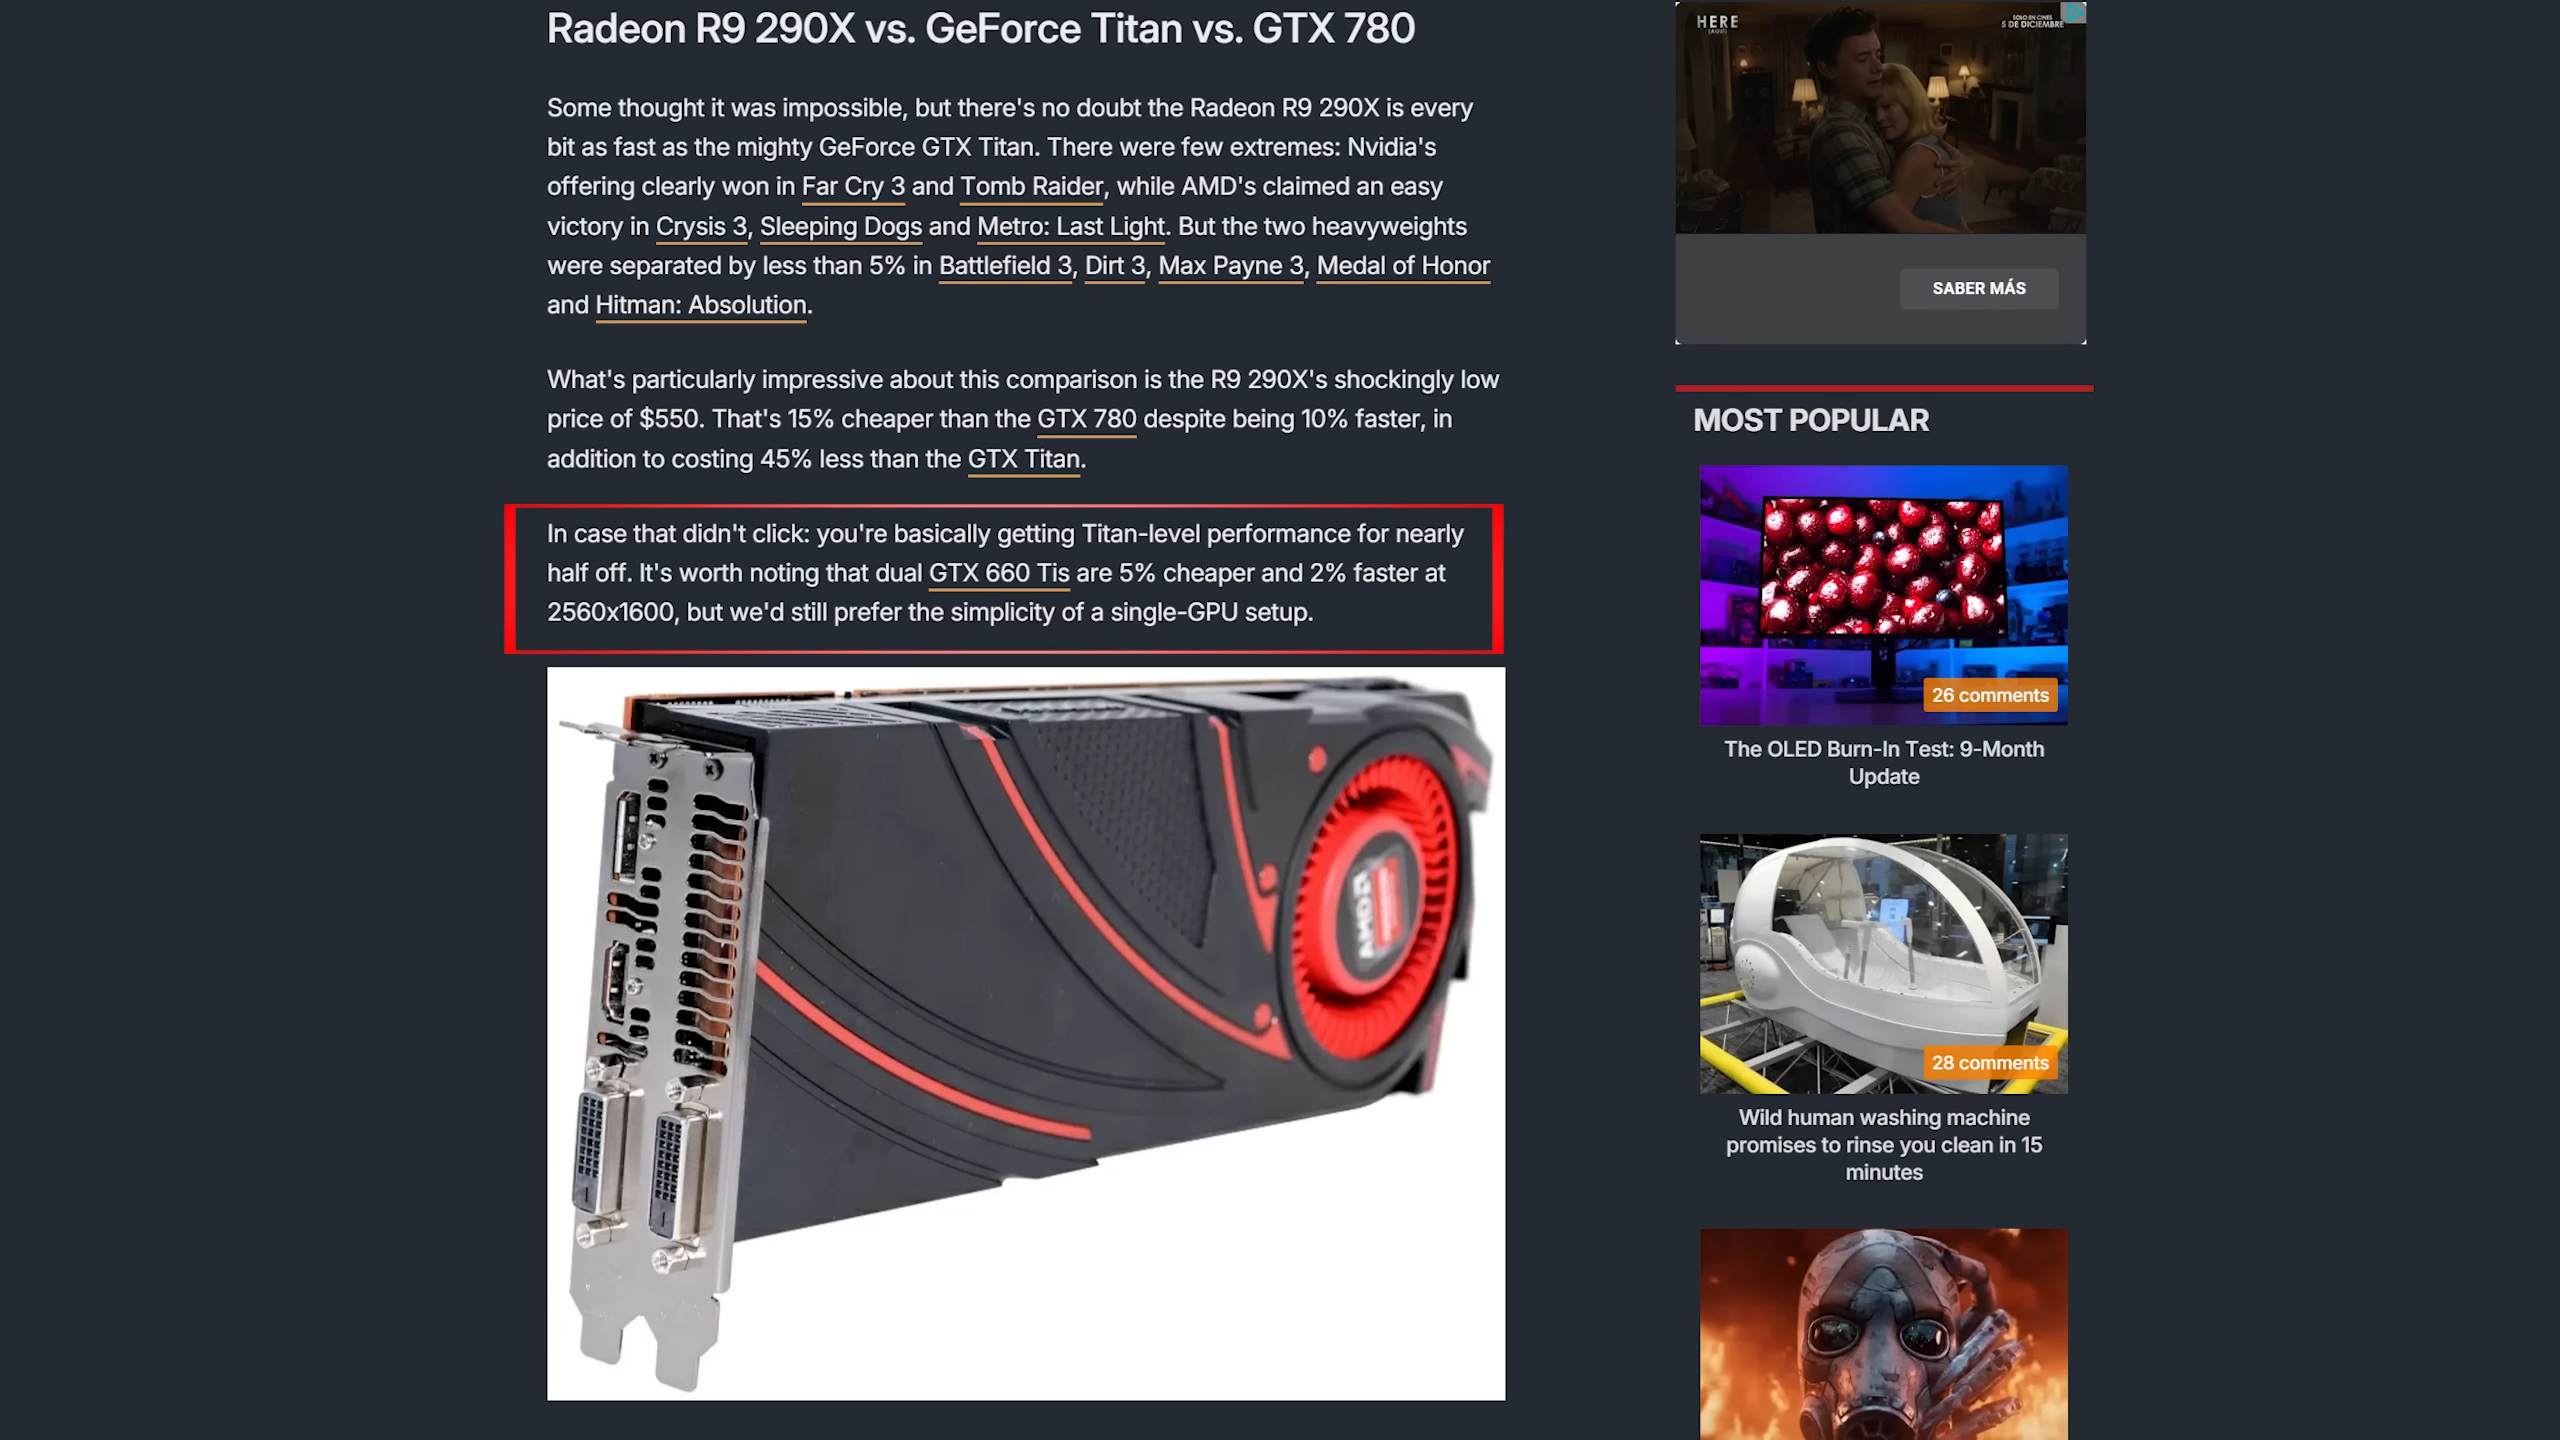 Radeon R9 290X vs. GeForce Titan vs. GTX 780
Some thought it was impossible, but there's no doubt the Radeon R9 290X is every
bit as fast as the mighty GeForce GTX Titan. There were few extremes: Nvidia's
offering clearly won in Far Cry 3 and Tomb Raider, while AMD's claimed an easy
victory in Crysis 3, Sleeping Dogs and Metro: Last Light. But the two heavyweights
were separated by less than 5% in Battlefield 3, Dirt 3, Max Payne 3, Medal of Honor
and Hitman: Absolution.
What's particularly impressive about this comparison is the R9 290X's shockingly low
price of $550. That's 15% cheaper than the GTX 780 despite being 10% faster, in
addition to costing 45% less than the GTX Titan.
In case that didn't click: you're basically getting Titan-level performance for nearly
half off. It's worth noting that dual GTX 660 Tis are 5% cheaper and 2% faster at
2560x1600, but we'd still prefer the simplicity of a single-GPU setup.
AMD
HERE
(AQUÍ)
SOLO EN CINES
5 DE DICIEMBRE
SABER MÁS
MOST POPULAR
26 comments
The OLED Burn-In Test: 9-Month
Update
28 comments
Wild human washing machine
promises to rinse you clean in 15
minutes